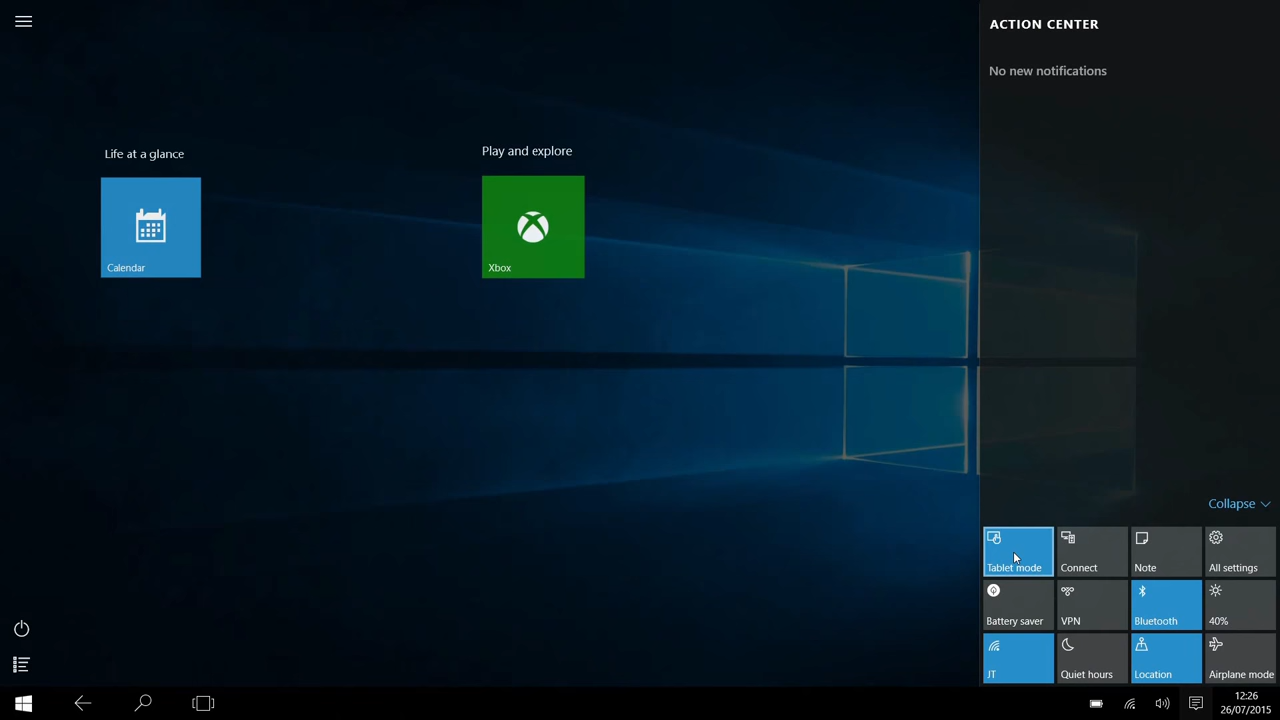 ACTION CENTER
No new notifications
Life at a glance
Play and explore
Calendar
Xbox
Collapse
Tablet mode
Connect
Note
All settings
Battery saver
VPN
Bluetooth
40%
JT
Quiet hours
Location
Airplane mode
12:26
26/07/2015